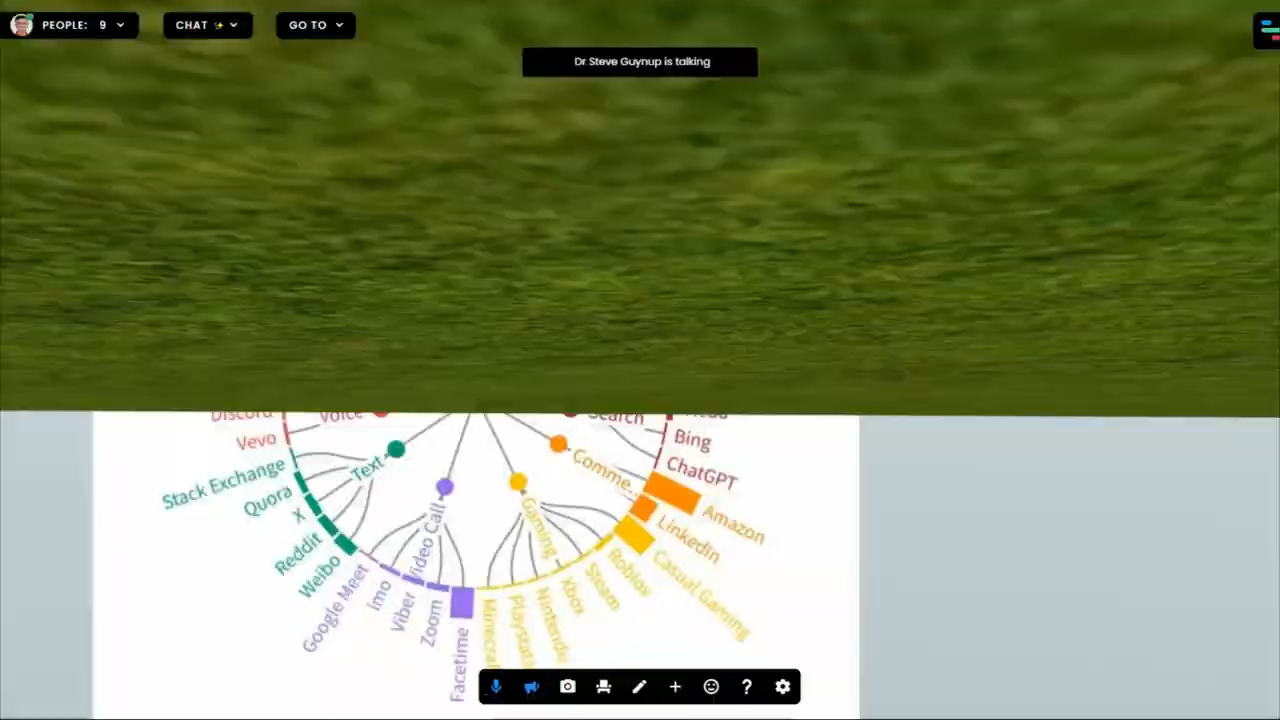 PEOPLE: 9
CHAT
GO TO
Dr Steve Guynup is talking
Discord
Voice
Search
Vevo
Bing
Stack Exchange
Text
ChatGPT
Comme...
Quora
Amazon
X
LinkedIn
Video Call
Gaming
Reddit
Casual Gaming
Weibo
Roblox
Google Meet
Steam
Imo
Xbox
Viber
Zoom
Facetime